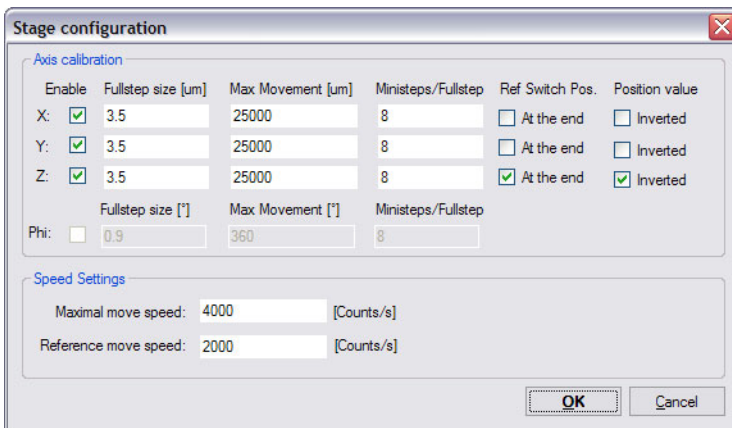 Stage configuration
Axis calibration
Enable Fullstep size [um] Max Movement [um] Ministeps/Fullstep Ref Switch Pos. Position value
X: 3.5 25000 8 At the end Inverted
Y: 3.5 25000 8 At the end Inverted
Z: 3.5 25000 8 At the end Inverted
Fullstep size [°] Max Movement [°] Ministeps/Fullstep
Phi: 0.9 360 8
Speed Settings
Maximal move speed: 4000 [Counts/s]
Reference move speed: 2000 [Counts/s]
OK Cancel